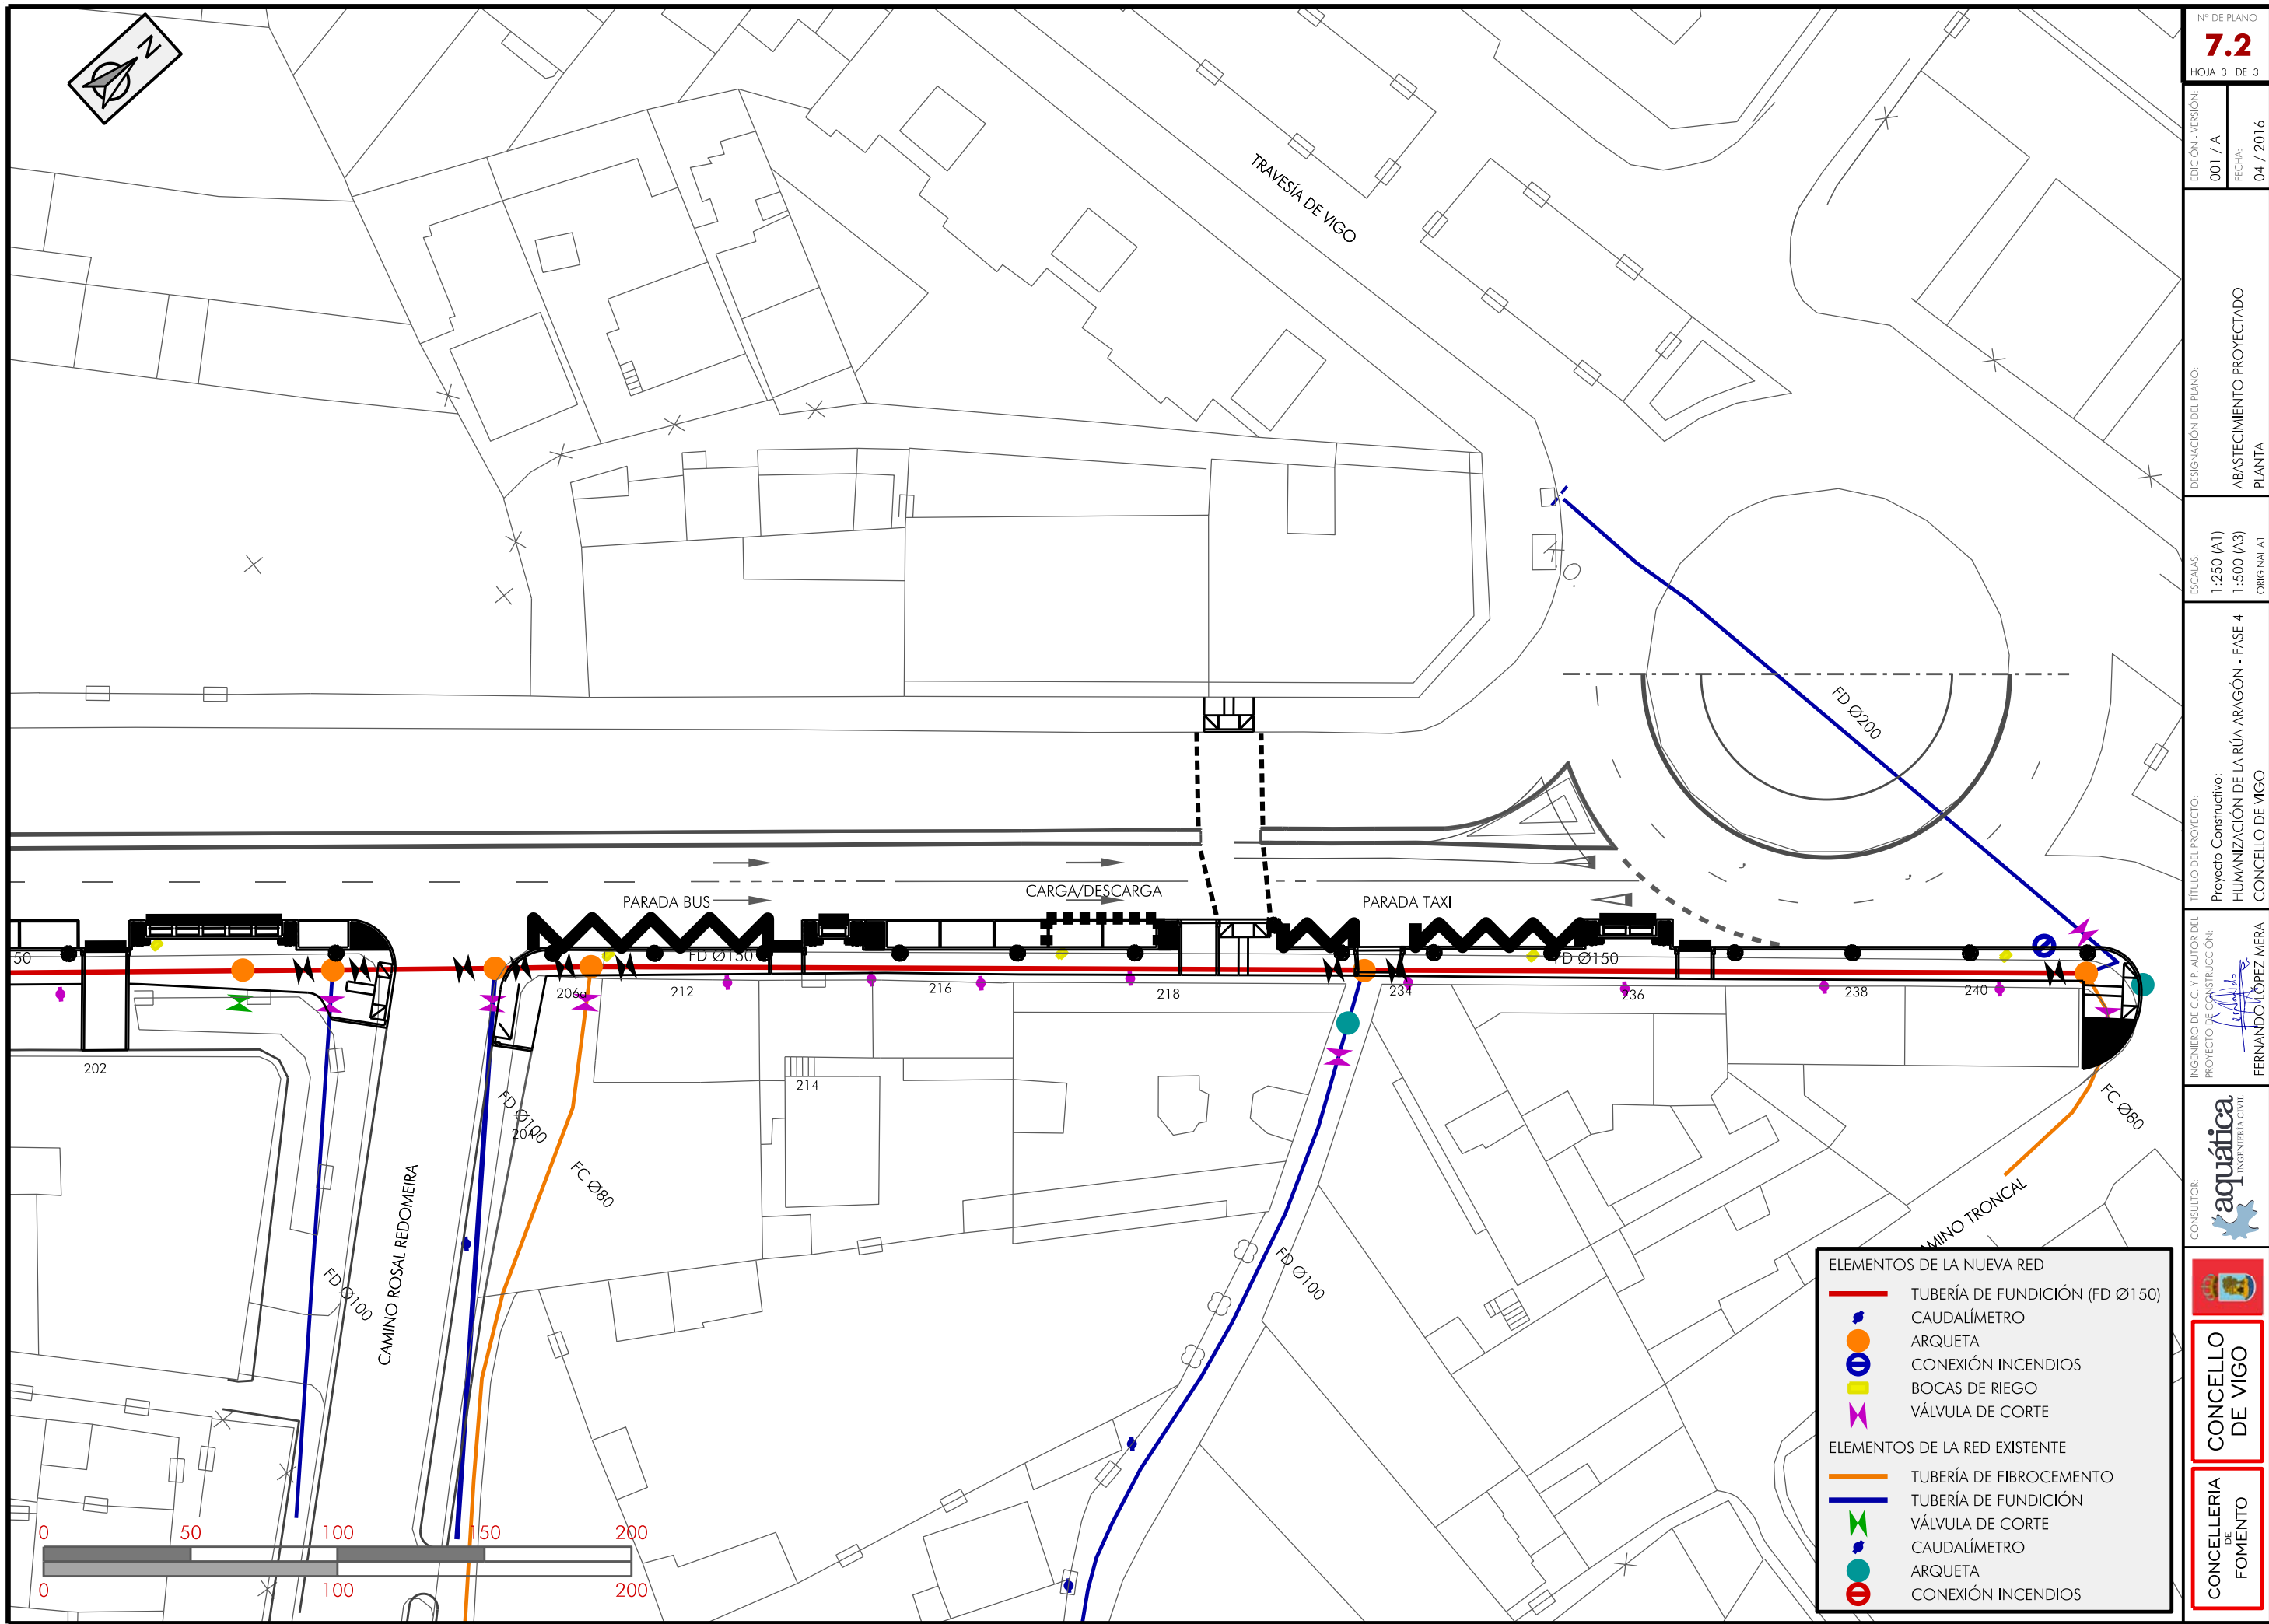 N
TRAVESÍA DE VIGO
FD Ø200
PARADA BUS
CARGA/DESCARGA
PARADA TAXI
50
FD Ø150
FD Ø150
206a
212
216
218
234
236
238
240
202
214
204
FD Ø100
FC Ø80
FD Ø100
CAMINO ROSAL REDOMEIRA
FD Ø100
FC Ø80
AMINO TRONCAL
0 50 100 150 200
0 100 200
ELEMENTOS DE LA NUEVA RED
TUBERÍA DE FUNDICIÓN (FD Ø150)
CAUDALÍMETRO
ARQUETA
CONEXIÓN INCENDIOS
BOCAS DE RIEGO
VÁLVULA DE CORTE
ELEMENTOS DE LA RED EXISTENTE
TUBERÍA DE FIBROCEMENTO
TUBERÍA DE FUNDICIÓN
VÁLVULA DE CORTE
CAUDALÍMETRO
ARQUETA
CONEXIÓN INCENDIOS
Nº DE PLANO
7.2
HOJA 3 DE 3
EDICIÓN - VERSIÓN:
001 / A
FECHA:
04 / 2016
DESIGNACIÓN DEL PLANO:
ABASTECIMIENTO PROYECTADO
PLANTA
ESCALAS:
1:250 (A1)
1:500 (A3)
ORIGINAL A1
TITULO DEL PROYECTO:
Proyecto Constructivo:
HUMANIZACIÓN DE LA RÚA ARAGÓN - FASE 4
CONCELLO DE VIGO
INGENIERO DE C.C. Y P. AUTOR DEL
PROYECTO DE CONSTRUCCIÓN:
FERNANDO LÓPEZ MERA
CONSULTOR:
aquática
INGENIERÍA CIVIL
CONCELLO
DE VIGO
CONCELLERIA
DE
FOMENTO